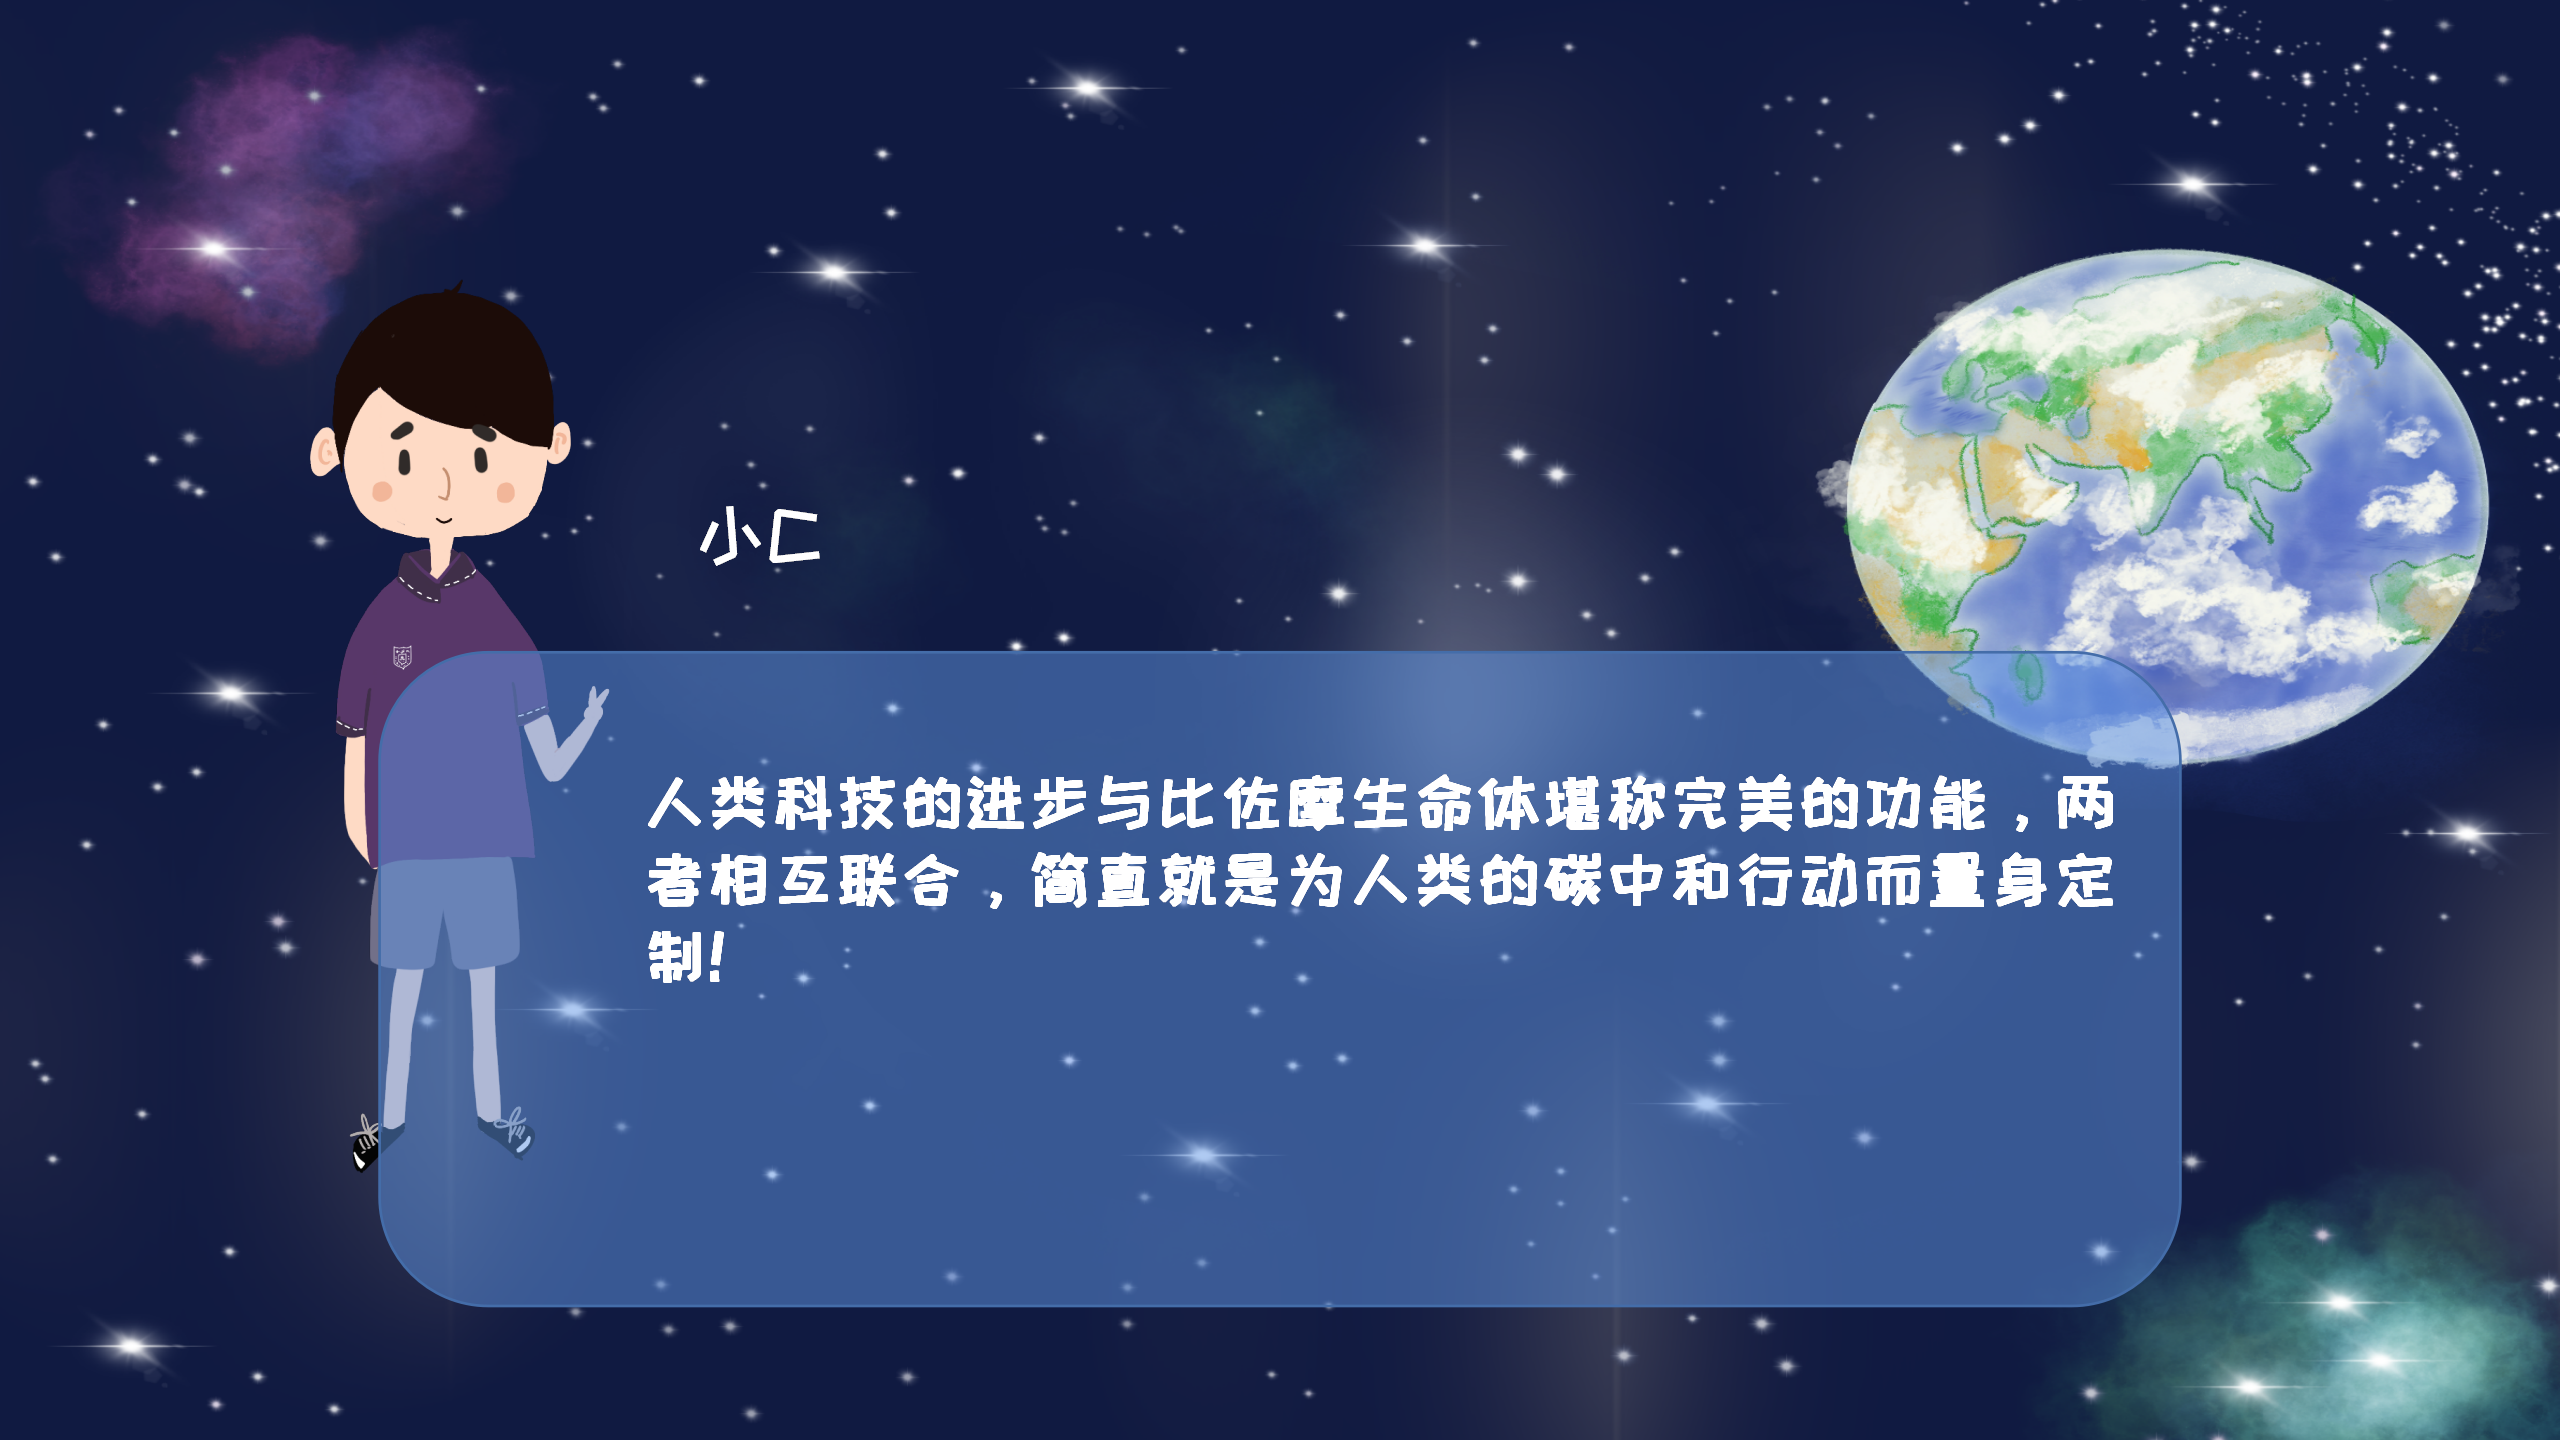 小匚
人类科技的进步与比佐摩生命体堪称完美的功能，两
者相互联合，简直就是为人类的碳中和行动而量身定
制！